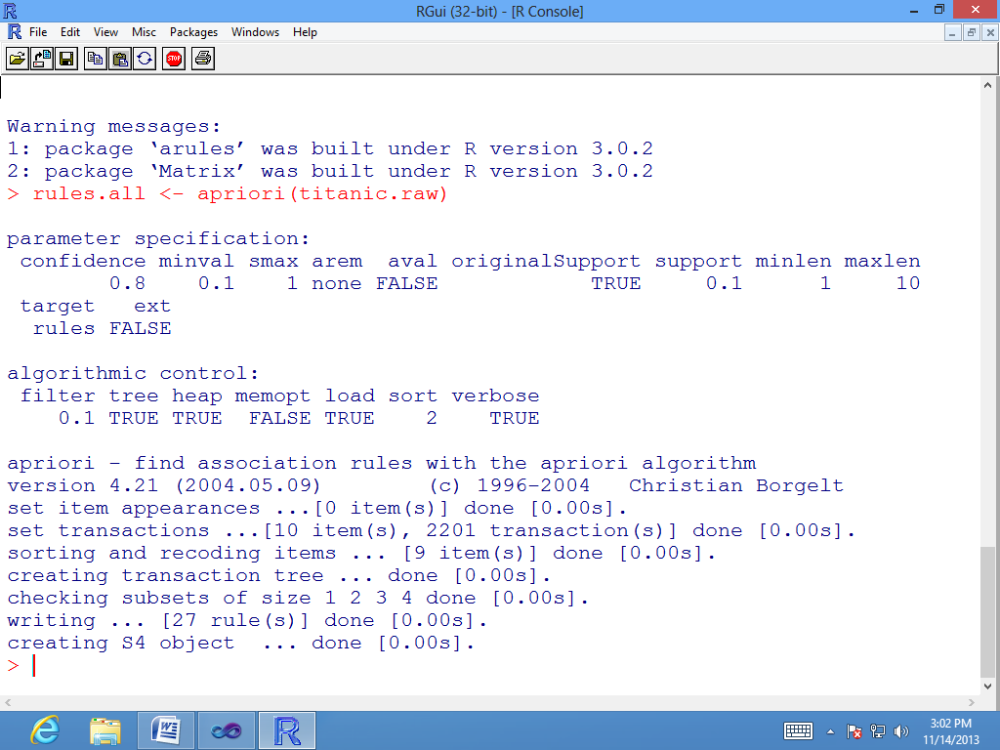 RGui (32-bit) - [R Console]
File Edit View Misc Packages Windows Help
STOP
Warning messages:
1: package ‘arules’ was built under R version 3.0.2
2: package ‘Matrix’ was built under R version 3.0.2
> rules.all <- apriori(titanic.raw)
parameter specification:
confidence minval smax arem aval originalSupport support minlen maxlen
0.8 0.1 1 none FALSE TRUE 0.1 1 10
target ext
rules FALSE
algorithmic control:
filter tree heap memopt load sort verbose
0.1 TRUE TRUE FALSE TRUE 2 TRUE
apriori - find association rules with the apriori algorithm
version 4.21 (2004.05.09) (c) 1996-2004 Christian Borgelt
set item appearances ...[0 item(s)] done [0.00s].
set transactions ...[10 item(s), 2201 transaction(s)] done [0.00s].
sorting and recoding items ... [9 item(s)] done [0.00s].
creating transaction tree ... done [0.00s].
checking subsets of size 1 2 3 4 done [0.00s].
writing ... [27 rule(s)] done [0.00s].
creating S4 object ... done [0.00s].
>
3:02 PM
11/14/2013